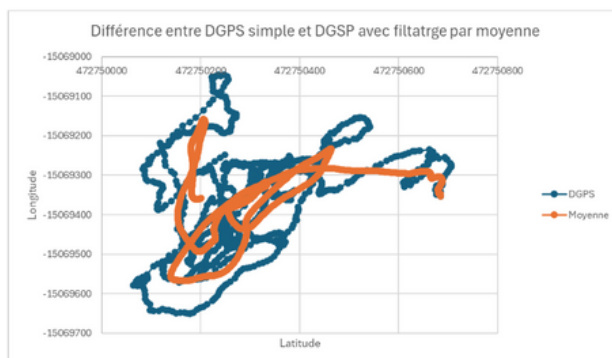 Différence entre DGPS simple et DGSP avec filtatrge par moyenne
-15069000
472750000 472750200 472750400 472750600 472750800
-15069100
-15069200
-15069300
-15069400
-15069500
-15069600
-15069700
Longitude
Latitude
DGPS
Moyenne